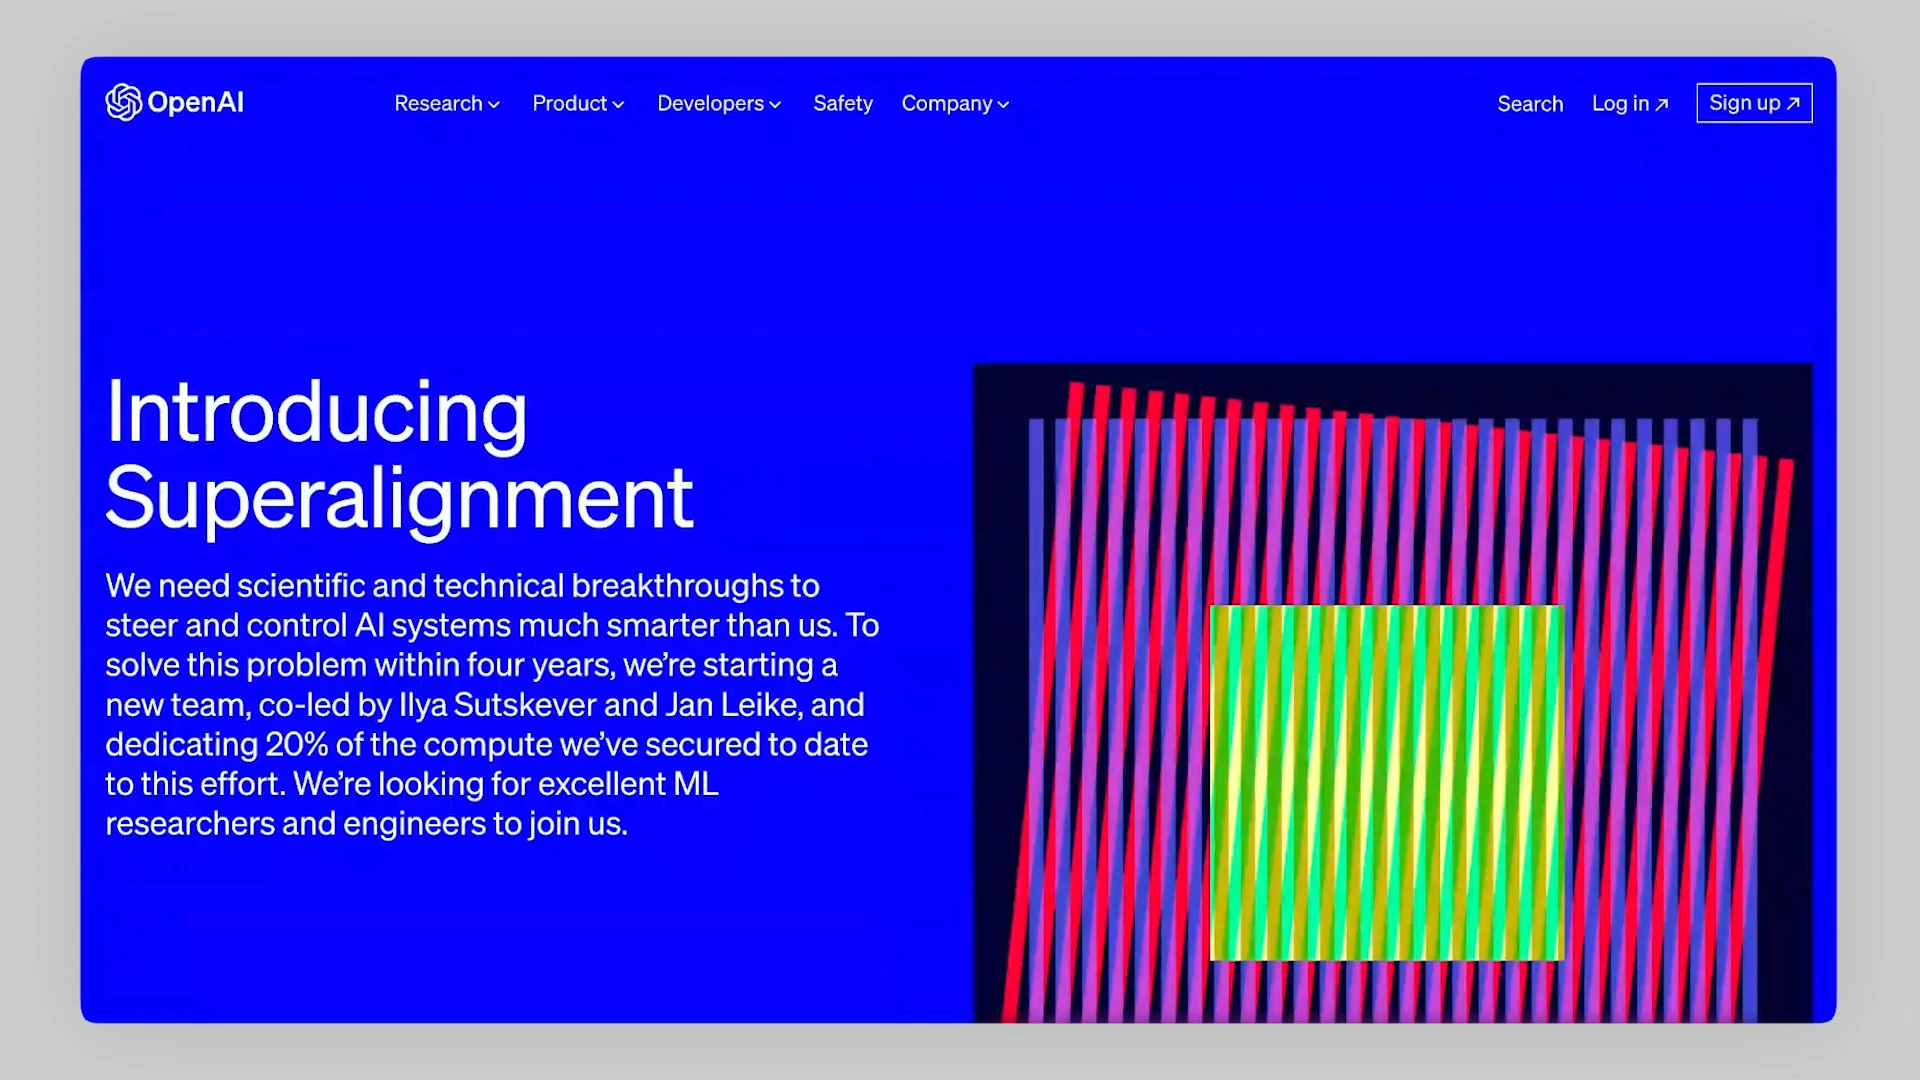 OpenAI
Research
Product
Developers
Safety
Company
Search
Log in ↗
Sign up ↗
Introducing
Superalignment
We need scientific and technical breakthroughs to
steer and control AI systems much smarter than us. To
solve this problem within four years, we’re starting a
new team, co-led by Ilya Sutskever and Jan Leike, and
dedicating 20% of the compute we’ve secured to date
to this effort. We’re looking for excellent ML
researchers and engineers to join us.